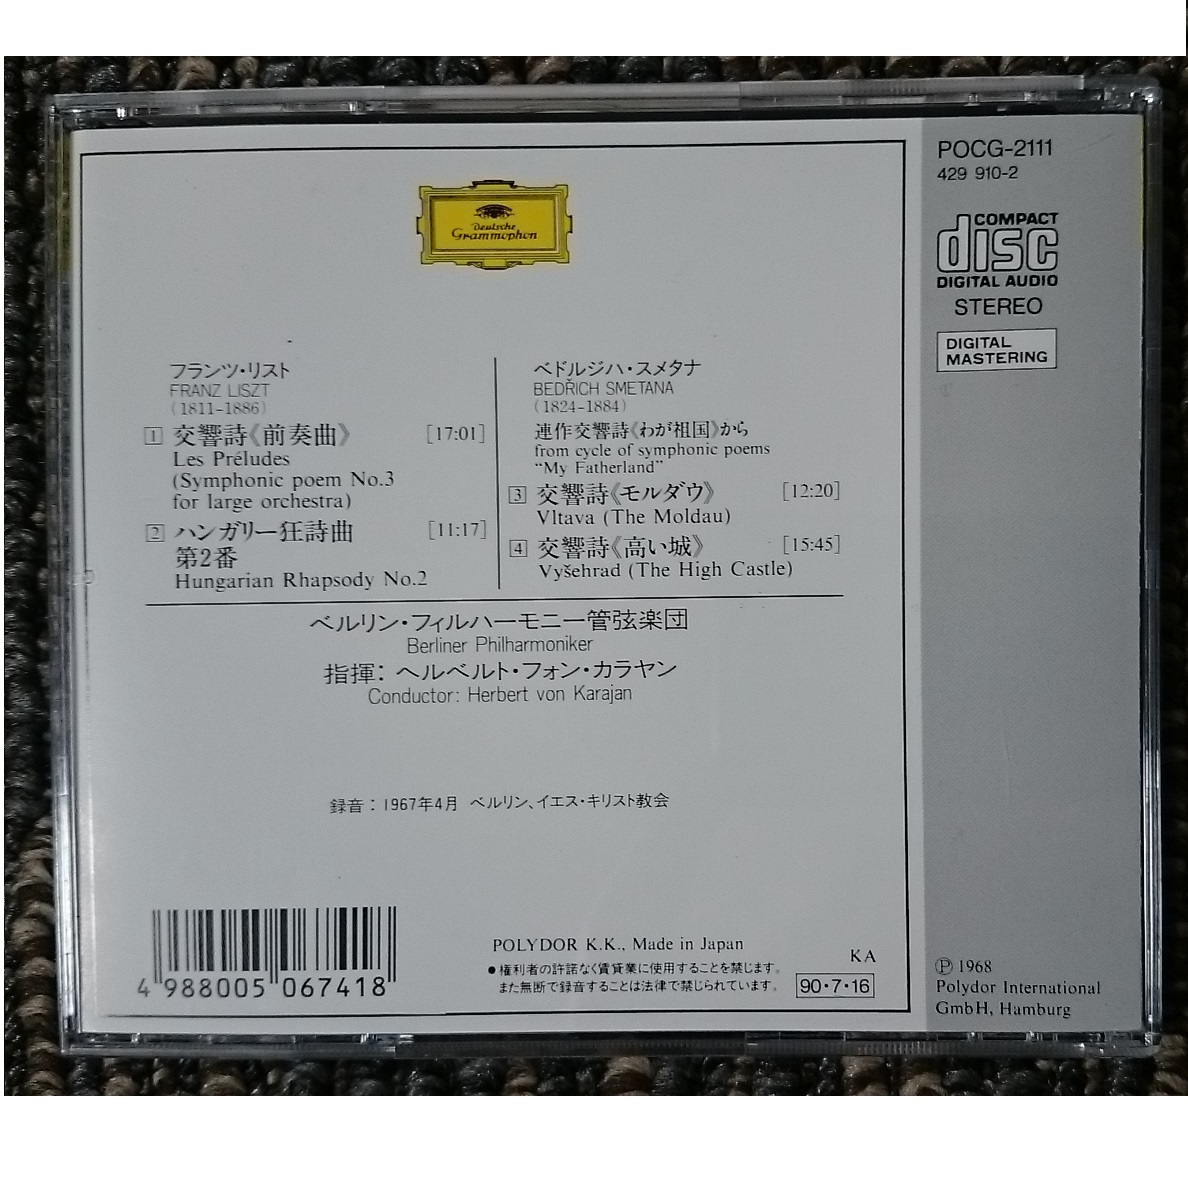 Deutsche
Grammophon
フランツ・リスト
FRANZ LISZT
(1811-1886)
1 交響詩《前奏曲》 [17:01]
Les Préludes
(Symphonic poem No.3
for large orchestra)
2 ハンガリー狂詩曲 [11:17]
第2番
Hungarian Rhapsody No.2
ベドルジハ・スメタナ
BEDŘICH SMETANA
(1824-1884)
連作交響詩《わが祖国》から
from cycle of symphonic poems
“My Fatherland”
3 交響詩《モルダウ》 [12:20]
Vltava (The Moldau)
4 交響詩《高い城》 [15:45]
Vyšehrad (The High Castle)
ベルリン・フィルハーモニー管弦楽団
Berliner Philharmoniker
指揮: ヘルベルト・フォン・カラヤン
Conductor: Herbert von Karajan
録音:1967年4月 ベルリン、イエス・キリスト教会
4 988005 067418
POLYDOR K.K., Made in Japan
●権利者の許諾なく賃貸業に使用することを禁じます。
また無断で録音することは法律で禁じられています。
KA
90・7・16
POCG-2111
429 910-2
COMPACT
disc
DIGITAL AUDIO
STEREO
DIGITAL
MASTERING
Ⓟ 1968
Polydor International
GmbH, Hamburg